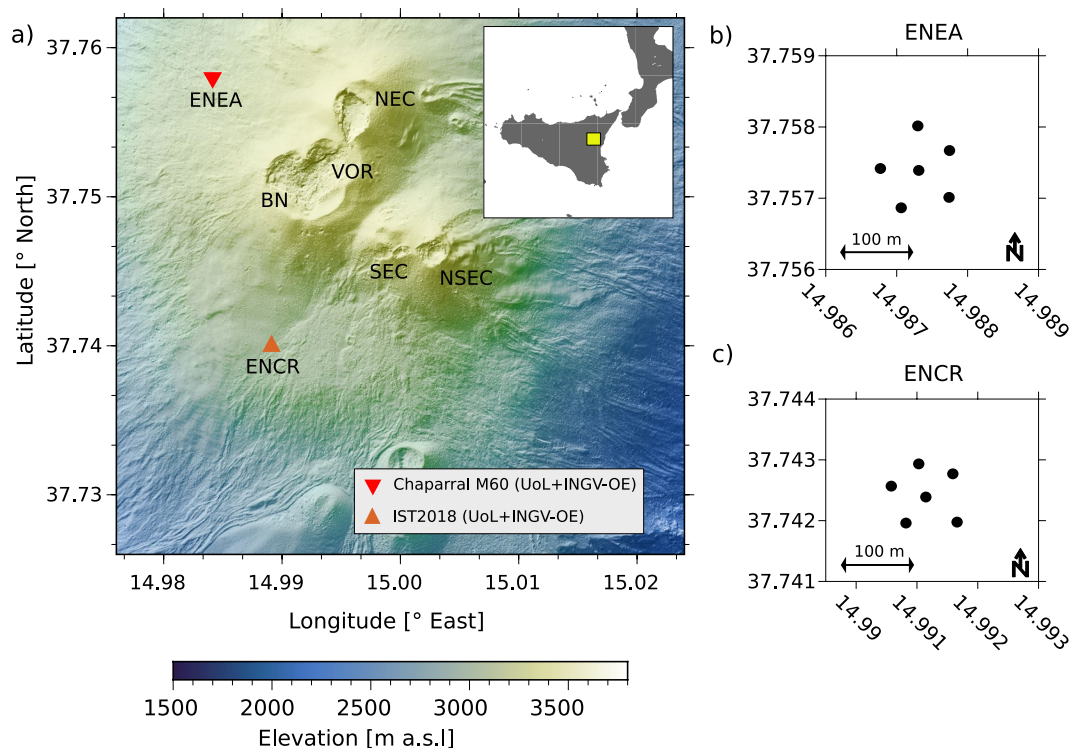 a)
37.76
37.75
37.74
37.73
Latitude [° North]
ENEA
NEC
VOR
BN
SEC
NSEC
ENCR
Chaparral M60 (UoL+INGV-OE)
IST2018 (UoL+INGV-OE)
14.98 14.99 15.00 15.01 15.02
Longitude [° East]
1500 2000 2500 3000 3500
Elevation [m a.s.l]
b)
ENEA
37.759
37.758
37.757
37.756
100 m
N
14.986 14.987 14.988 14.989
c)
ENCR
37.744
37.743
37.742
37.741
100 m
N
14.99 14.991 14.992 14.993